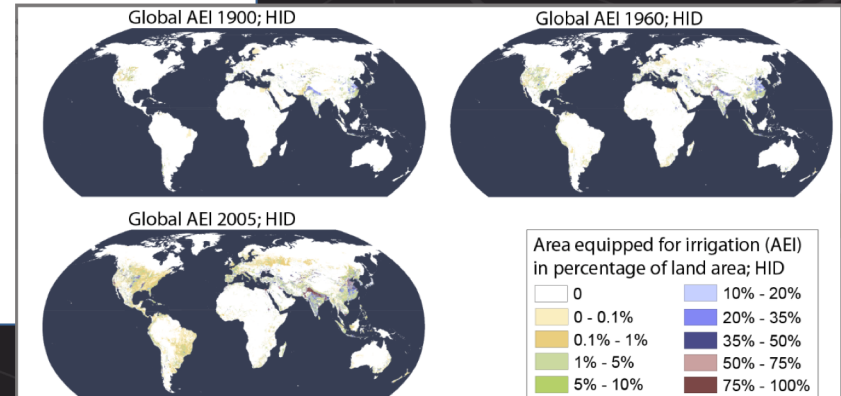 Global AEI 1900; HID
Global AEI 1960; HID
Global AEI 2005; HID
Area equipped for irrigation (AEI)
in percentage of land area; HID
0
0 - 0.1%
0.1% - 1%
1% - 5%
5% - 10%
10% - 20%
20% - 35%
35% - 50%
50% - 75%
75% - 100%